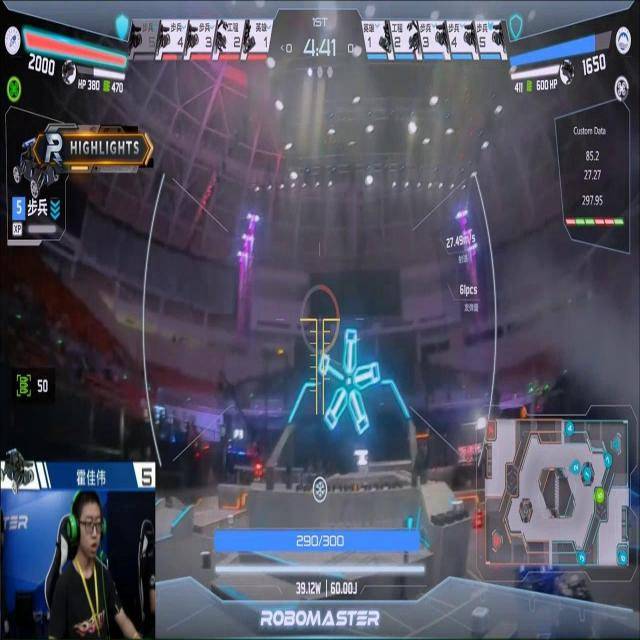 1ST
4:41
步兵 步兵 步兵 工程 英雄
5 4 3 2 1
英雄 工程 步兵 步兵 步兵
1 2 3 4 5
2000
HP 380 470
1650
411 600 HP
HIGHLIGHTS
5 步兵
XP
Custom Data
85.2
27.27
297.95
27.49m/s
61pcs
50
霍佳伟 5
290/300
39.12W 60.00J
ROBOMASTER